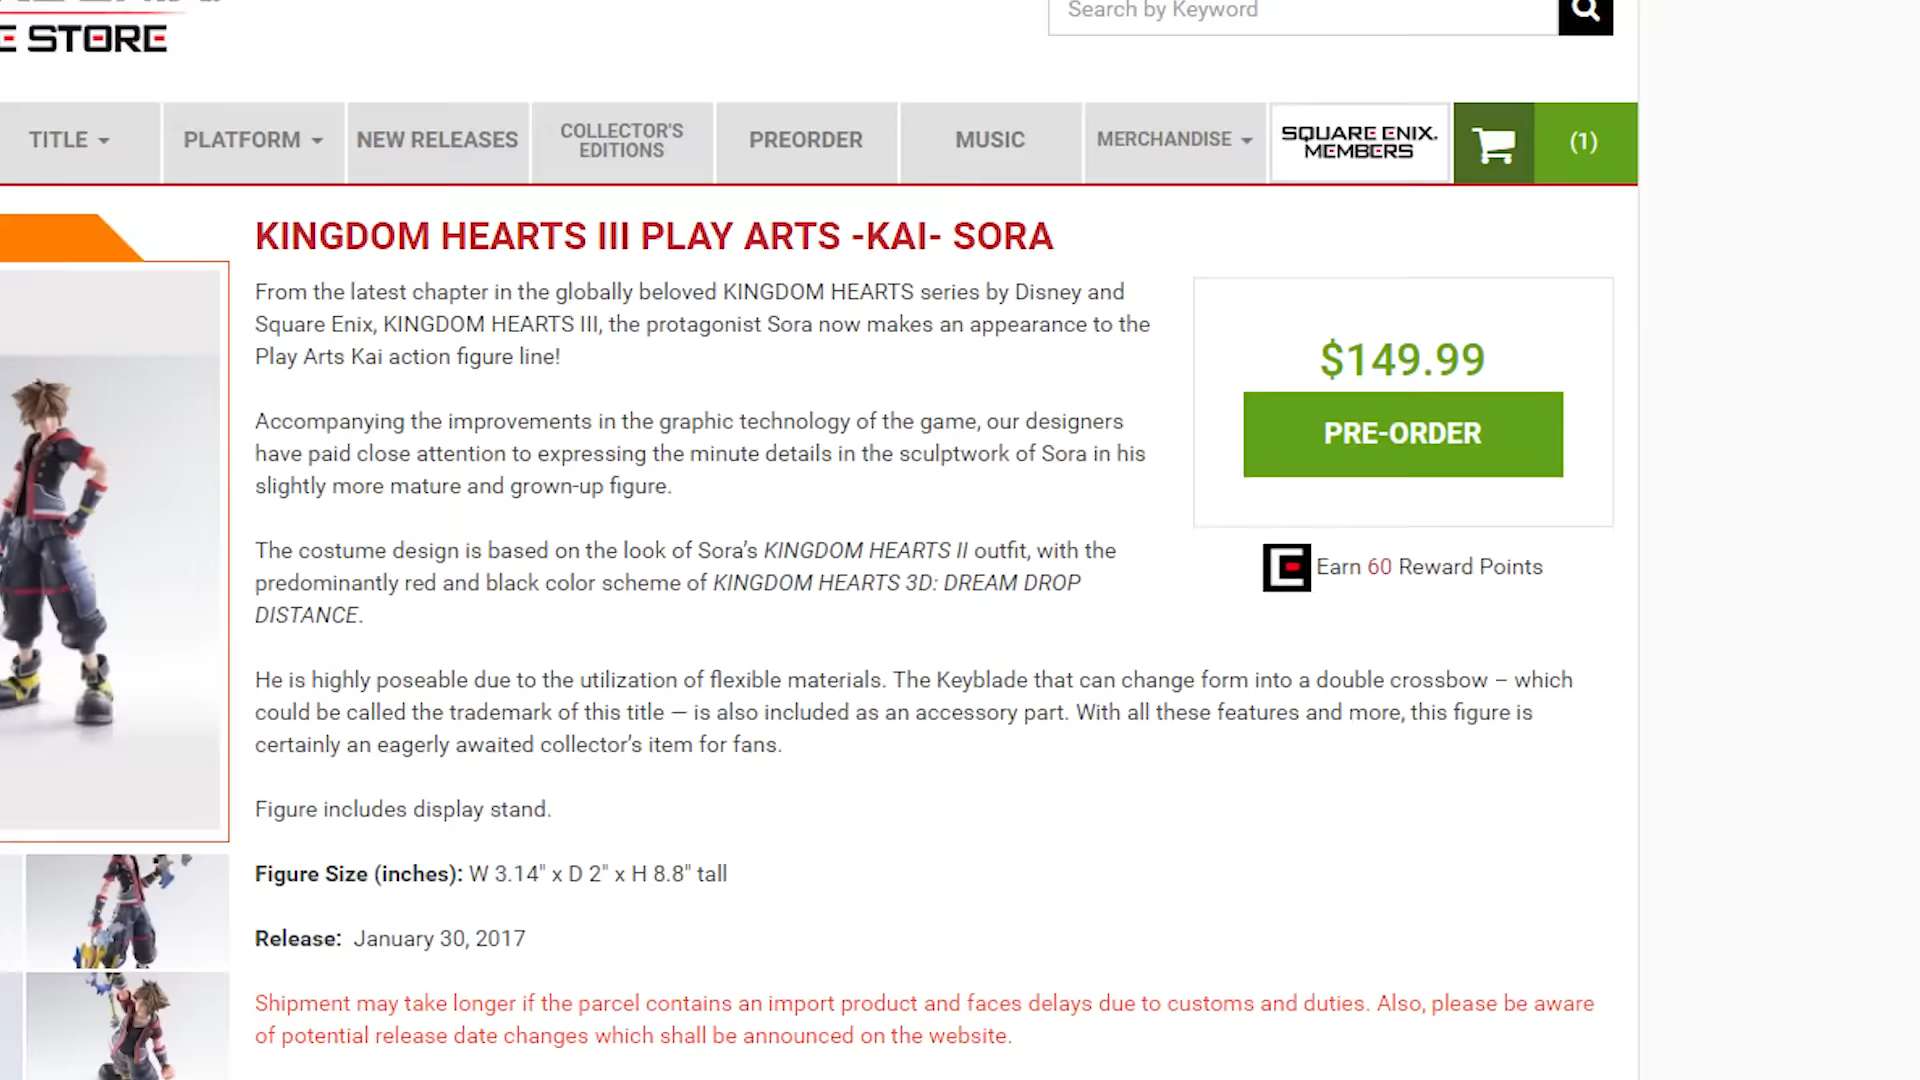 Search by Keyword
E STORE
TITLE
PLATFORM
NEW RELEASES
COLLECTOR'S
EDITIONS
PREORDER
MUSIC
MERCHANDISE
SQUARE ENIX.
MEMBERS
(1)
KINGDOM HEARTS III PLAY ARTS -KAI- SORA
From the latest chapter in the globally beloved KINGDOM HEARTS series by Disney and
Square Enix, KINGDOM HEARTS III, the protagonist Sora now makes an appearance to the
Play Arts Kai action figure line!
Accompanying the improvements in the graphic technology of the game, our designers
have paid close attention to expressing the minute details in the sculptwork of Sora in his
slightly more mature and grown-up figure.
The costume design is based on the look of Sora’s KINGDOM HEARTS II outfit, with the
predominantly red and black color scheme of KINGDOM HEARTS 3D: DREAM DROP
DISTANCE.
$149.99
PRE-ORDER
Earn 60 Reward Points
He is highly poseable due to the utilization of flexible materials. The Keyblade that can change form into a double crossbow – which
could be called the trademark of this title — is also included as an accessory part. With all these features and more, this figure is
certainly an eagerly awaited collector’s item for fans.
Figure includes display stand.
Figure Size (inches): W 3.14" x D 2" x H 8.8" tall
Release: January 30, 2017
Shipment may take longer if the parcel contains an import product and faces delays due to customs and duties. Also, please be aware
of potential release date changes which shall be announced on the website.